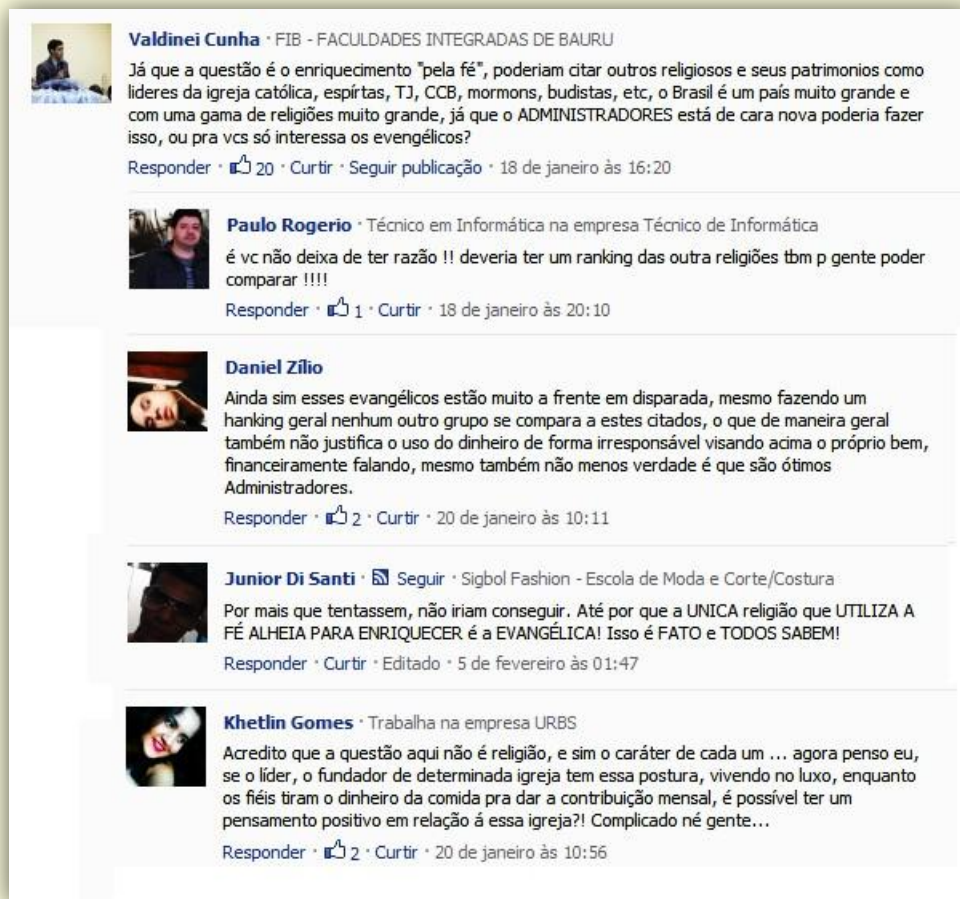 Valdinei Cunha · FIB - FACULDADES INTEGRADAS DE BAURU
Já que a questão é o enriquecimento "pela fé", poderiam citar outros religiosos e seus patrimonios como
lideres da igreja católica, espírtas, TJ, CCB, mormons, budistas, etc, o Brasil é um país muito grande e
com uma gama de religiões muito grande, já que o ADMINISTRADORES está de cara nova poderia fazer
isso, ou pra vcs só interessa os evengélicos?
Responder · 20 · Curtir · Seguir publicação · 18 de janeiro às 16:20
Paulo Rogerio · Técnico em Informática na empresa Técnico de Informática
é vc não deixa de ter razão !! deveria ter um ranking das outra religiões tbm p gente poder
comparar !!!!
Responder · 1 · Curtir · 18 de janeiro às 20:10
Daniel Zílio
Ainda sim esses evangélicos estão muito a frente em disparada, mesmo fazendo um
hanking geral nenhum outro grupo se compara a estes citados, o que de maneira geral
também não justifica o uso do dinheiro de forma irresponsável visando acima o próprio bem,
financeiramente falando, mesmo também não menos verdade é que são ótimos
Administradores.
Responder · 2 · Curtir · 20 de janeiro às 10:11
Junior Di Santi · Seguir · Sigbol Fashion - Escola de Moda e Corte/Costura
Por mais que tentassem, não iriam conseguir. Até por que a UNICA religião que UTILIZA A
FÉ ALHEIA PARA ENRIQUECER é a EVANGÉLICA! Isso é FATO e TODOS SABEM!
Responder · Curtir · Editado · 5 de fevereiro às 01:47
Khetlin Gomes · Trabalha na empresa URBS
Acredito que a questão aqui não é religião, e sim o caráter de cada um ... agora penso eu,
se o líder, o fundador de determinada igreja tem essa postura, vivendo no luxo, enquanto
os fiéis tiram o dinheiro da comida pra dar a contribuição mensal, é possível ter um
pensamento positivo em relação á essa igreja?! Complicado né gente...
Responder · 2 · Curtir · 20 de janeiro às 10:56